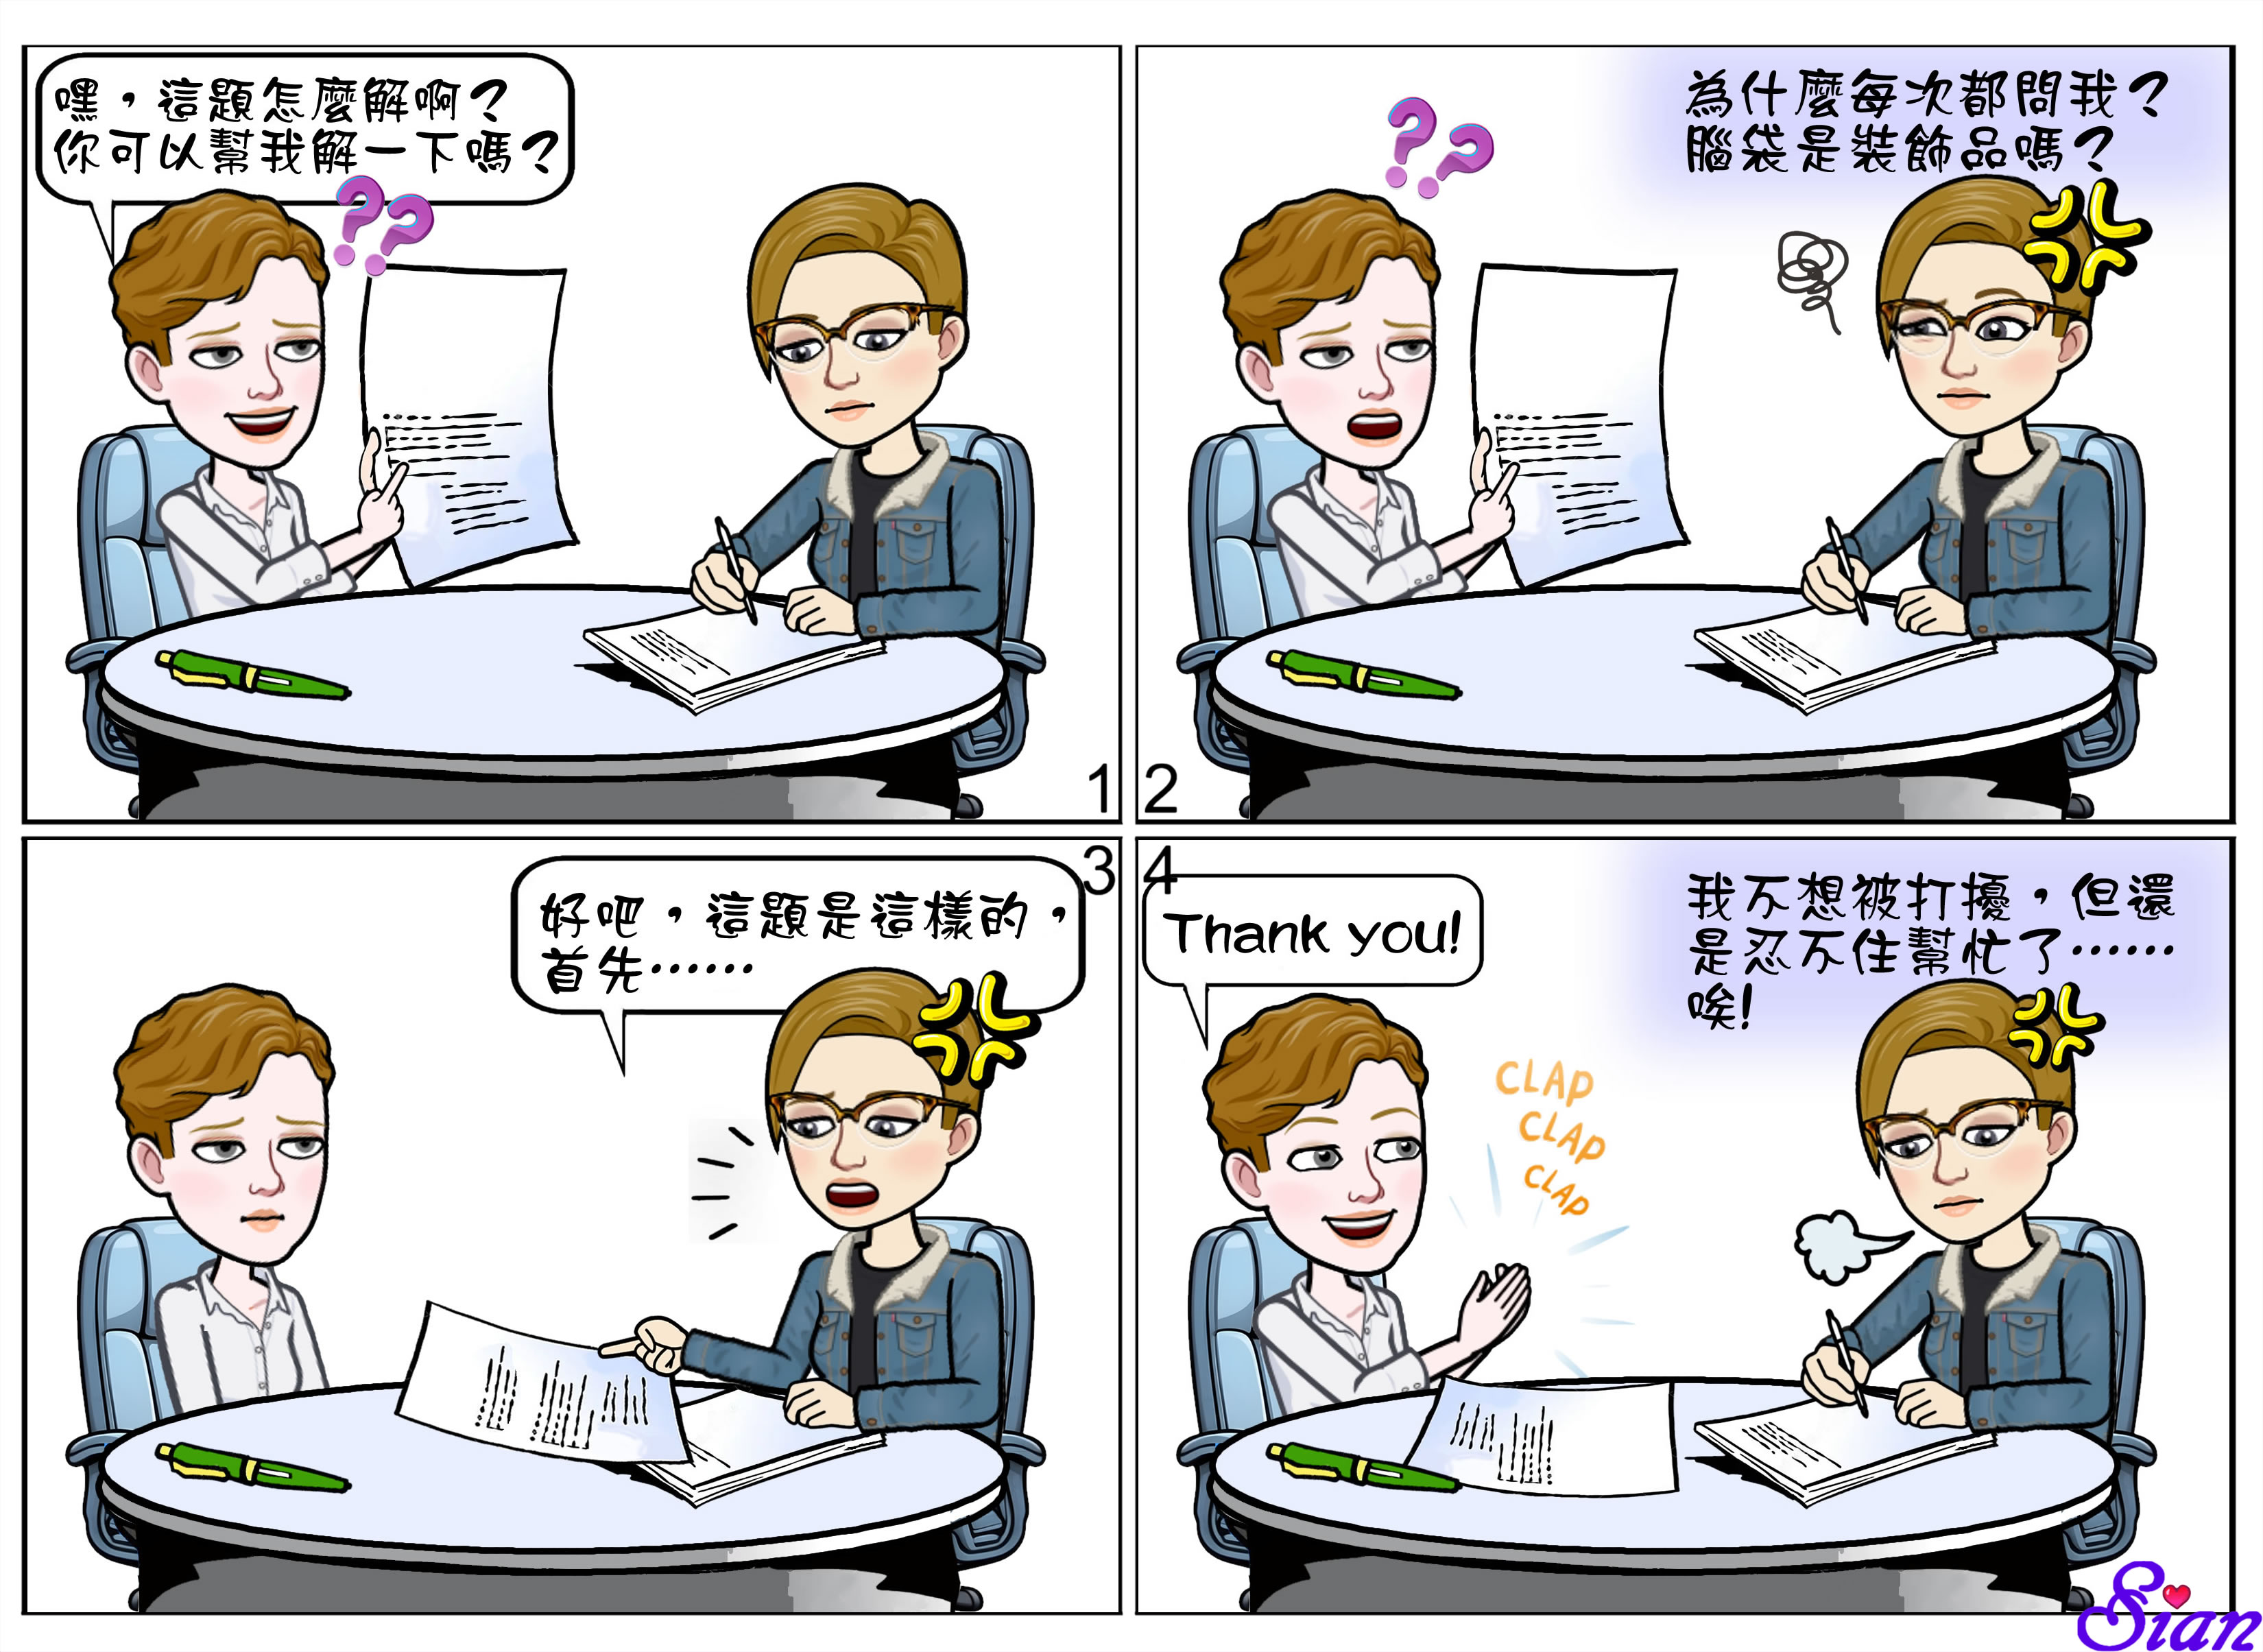 嘿，這題怎麼解啊？
你可以幫我解一下嗎？
1
為什麼每次都問我？
腦袋是裝飾品嗎？
2
好吧，這題是這樣的，
首先……
3
4
Thank you!
CLAP
CLAP
CLAP
我不想被打擾，但還
是忍不住幫忙了……
唉！
Sian